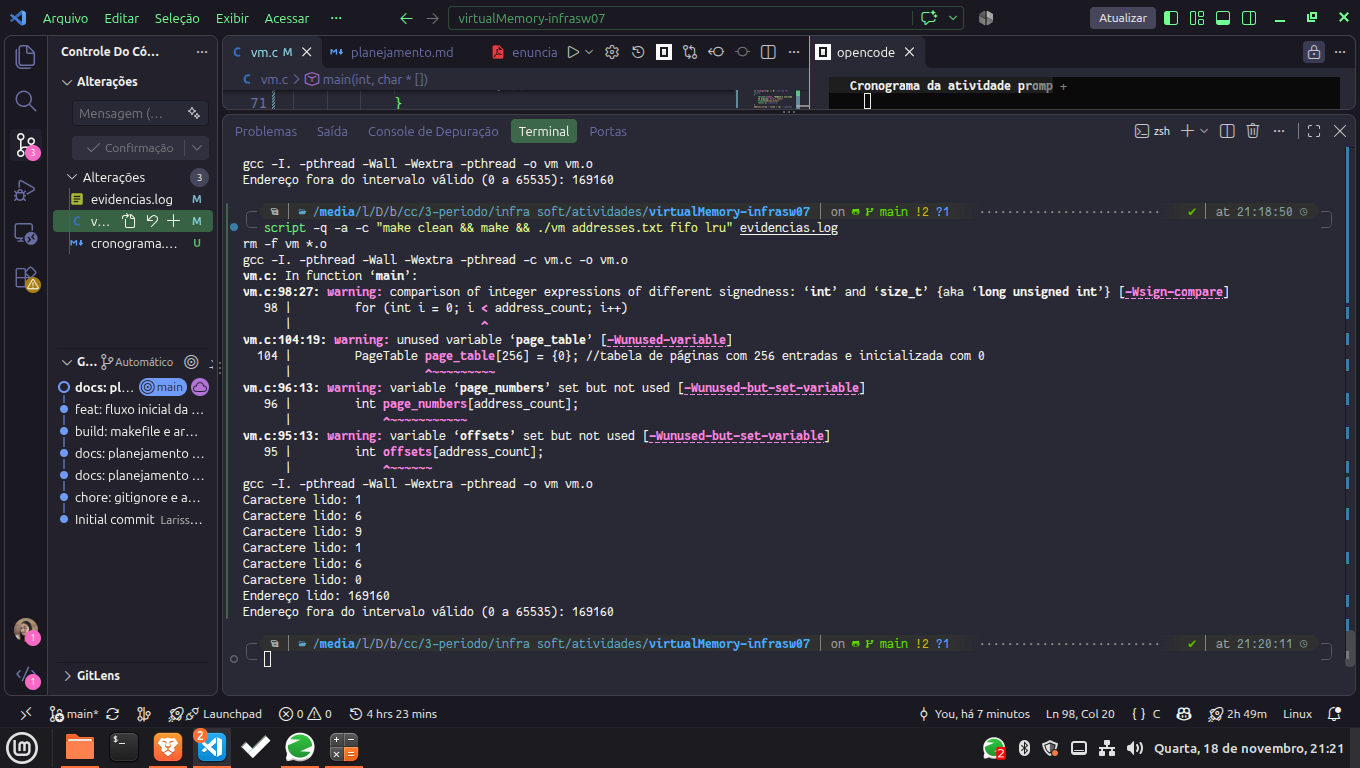 Arquivo Editar Seleção Exibir Acessar ··· virtualMemory-infrasw07 Atualizar
Controle Do Có... ···
Alterações
Mensagem (...
Confirmação
Alterações 3
evidencias.log M
v... M
cronograma.... U
G... Automático
docs: pl... main
feat: fluxo inicial da ...
build: makefile e ar...
docs: planejamento ...
docs: planejamento ...
chore: gitignore e a...
Initial commit Lariss...
GitLens
vm.c M planejamento.md enuncia ···
vm.c > main(int, char * [])
71 }
opencode ···
Cronograma da atividade promp +
Problemas Saída Console de Depuração Terminal Portas zsh ···
gcc -I. -pthread -Wall -Wextra -pthread -o vm vm.o
Endereço fora do intervalo válido (0 a 65535): 169160
/media/l/D/b/cc/3-periodo/infra soft/atividades/virtualMemory-infrasw07 on main !2 ?1 ✔ at 21:18:50
script -q -a -c "make clean && make && ./vm addresses.txt fifo lru" evidencias.log
rm -f vm *.o
gcc -I. -pthread -Wall -Wextra -pthread -c vm.c -o vm.o
vm.c: In function ‘main’:
vm.c:98:27: warning: comparison of integer expressions of different signedness: ‘int’ and ‘size_t’ {aka ‘long unsigned int’} [-Wsign-compare]
98 | for (int i = 0; i < address_count; i++)
| ^
vm.c:104:19: warning: unused variable ‘page_table’ [-Wunused-variable]
104 | PageTable page_table[256] = {0}; //tabela de páginas com 256 entradas e inicializada com 0
| ^~~~~~~~~~
vm.c:96:13: warning: variable ‘page_numbers’ set but not used [-Wunused-but-set-variable]
96 | int page_numbers[address_count];
| ^~~~~~~~~~~~
vm.c:95:13: warning: variable ‘offsets’ set but not used [-Wunused-but-set-variable]
95 | int offsets[address_count];
| ^~~~~~~
gcc -I. -pthread -Wall -Wextra -pthread -o vm vm.o
Caractere lido: 1
Caractere lido: 6
Caractere lido: 9
Caractere lido: 1
Caractere lido: 6
Caractere lido: 0
Endereço lido: 169160
Endereço fora do intervalo válido (0 a 65535): 169160
/media/l/D/b/cc/3-periodo/infra soft/atividades/virtualMemory-infrasw07 on main !2 ?1 ✔ at 21:20:11
main* Launchpad 0 0 4 hrs 23 mins You, há 7 minutos Ln 98, Col 20 {} C 2h 49m Linux
Quarta, 18 de novembro, 21:21